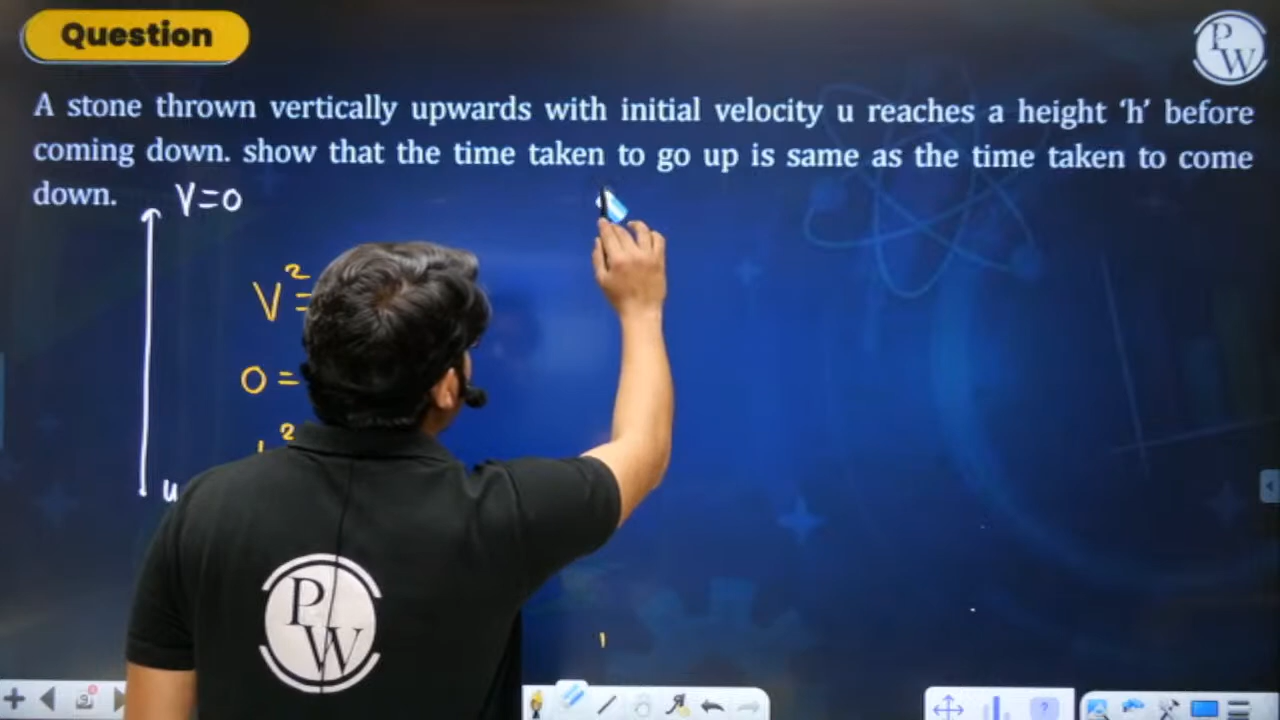 Question
PW
A stone thrown vertically upwards with initial velocity u reaches a height ‘h’ before
coming down. show that the time taken to go up is same as the time taken to come
down.
V=0
V²=
0=
2
u
PW